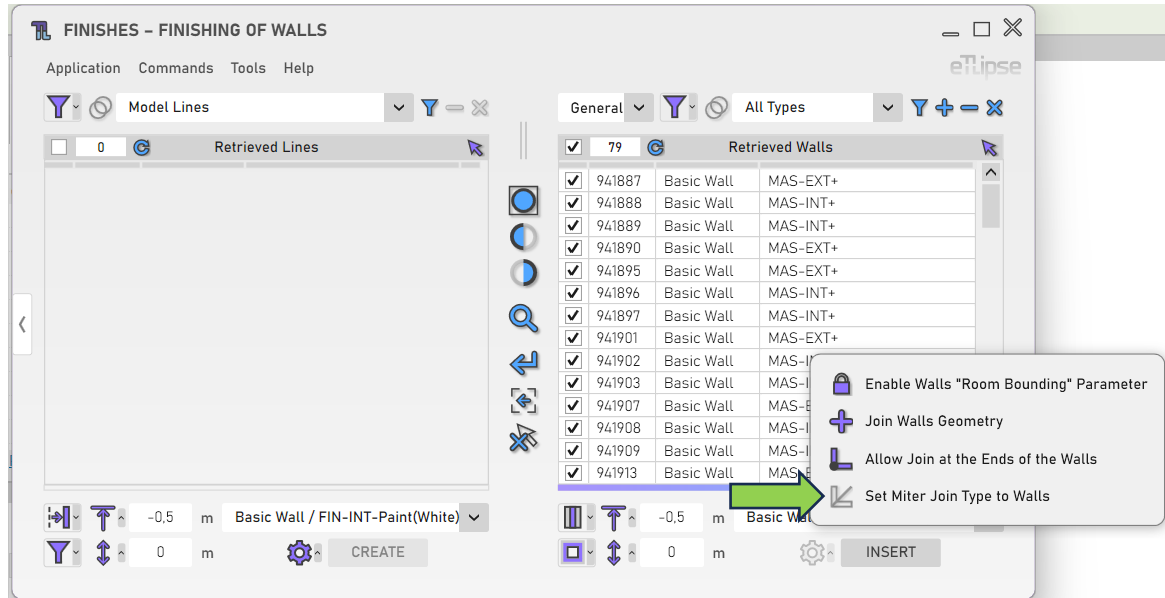 FINISHES – FINISHING OF WALLS
Application Commands Tools Help
eTLipse
Model Lines
General
All Types
0 Retrieved Lines
79 Retrieved Walls
941887 Basic Wall MAS-EXT+
941888 Basic Wall MAS-INT+
941889 Basic Wall MAS-INT+
941890 Basic Wall MAS-EXT+
941895 Basic Wall MAS-EXT+
941896 Basic Wall MAS-INT+
941897 Basic Wall MAS-INT+
941901 Basic Wall MAS-EXT+
941902 Basic Wall
941903 Basic Wall
941907 Basic Wall
941908 Basic Wall
941909 Basic Wall
941913 Basic Wall
Enable Walls "Room Bounding" Parameter
Join Walls Geometry
Allow Join at the Ends of the Walls
Set Miter Join Type to Walls
-0,5 m Basic Wall / FIN-INT-Paint(White)
0 m CREATE
-0,5 m Basic
0 m INSERT